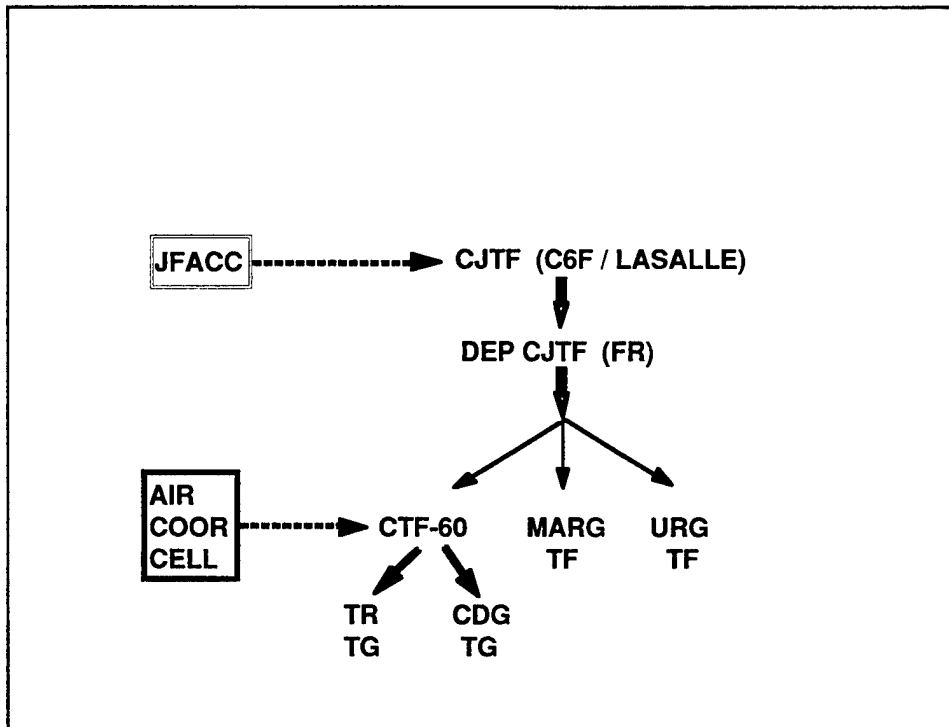 JFACC
CJTF (C6F / LASALLE)
DEP CJTF (FR)
AIR
COOR
CELL
CTF-60
MARG
TF
URG
TF
TR
TG
CDG
TG